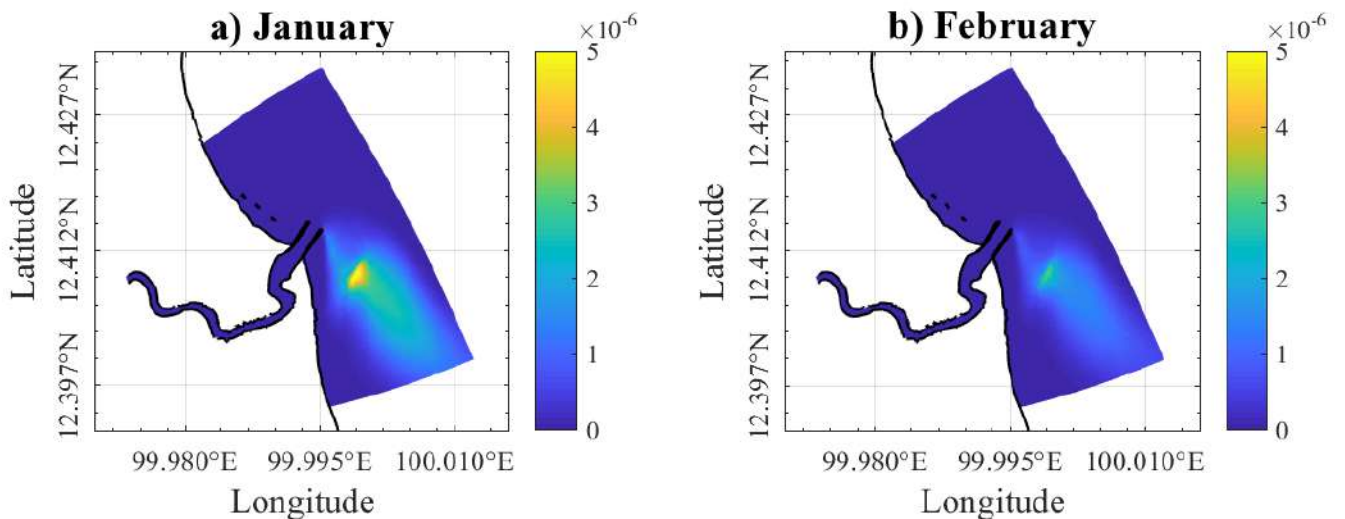 a) January
×10⁻⁶
5
4
3
2
1
0
12.427°N
12.412°N
12.397°N
Latitude
99.980°E
99.995°E
100.010°E
Longitude
b) February
×10⁻⁶
5
4
3
2
1
0
12.427°N
12.412°N
12.397°N
Latitude
99.980°E
99.995°E
100.010°E
Longitude